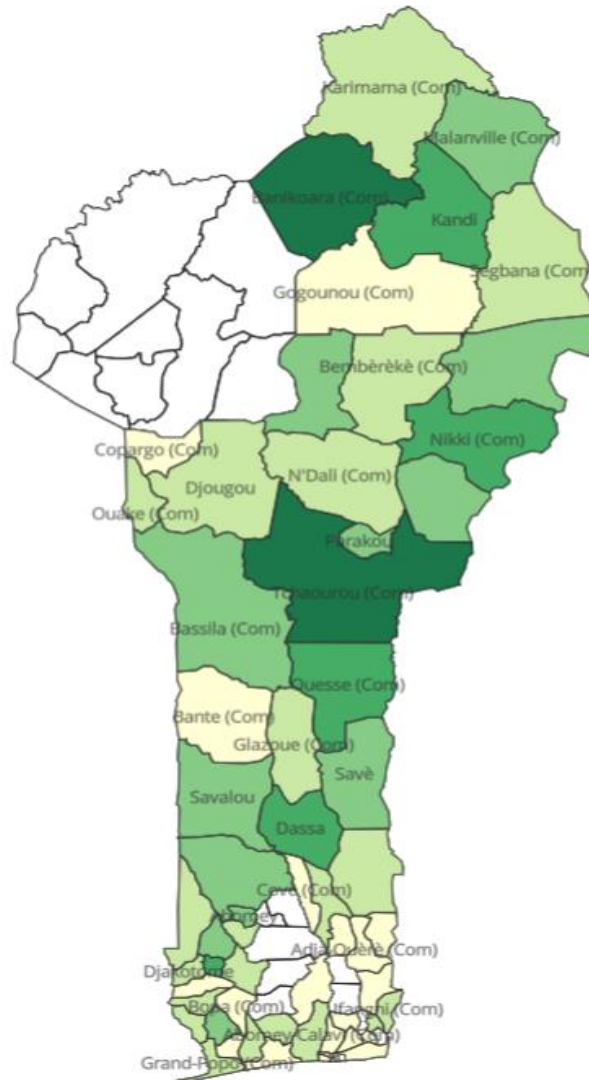 Karimama (Com)
Malanville (Com)
Banikoara (Com)
Kandi
Segbana (Com)
Gogounou (Com)
Bembèrèkè (Com)
Nikki (Com)
Copargo (Com)
N'Dali (Com)
Djougou
Ouake (Com)
Parakou
Tchaourou (Com)
Bassila (Com)
Ouesse (Com)
Bante (Com)
Glazoue (Com)
Savè
Savalou
Dassa
Covè (Com)
Abomey
Adja-Ouèrè (Com)
Djakotome
Bopa (Com)
Ifanghi (Com)
Abomey-Calavi (Com)
Grand-Popo (Com)